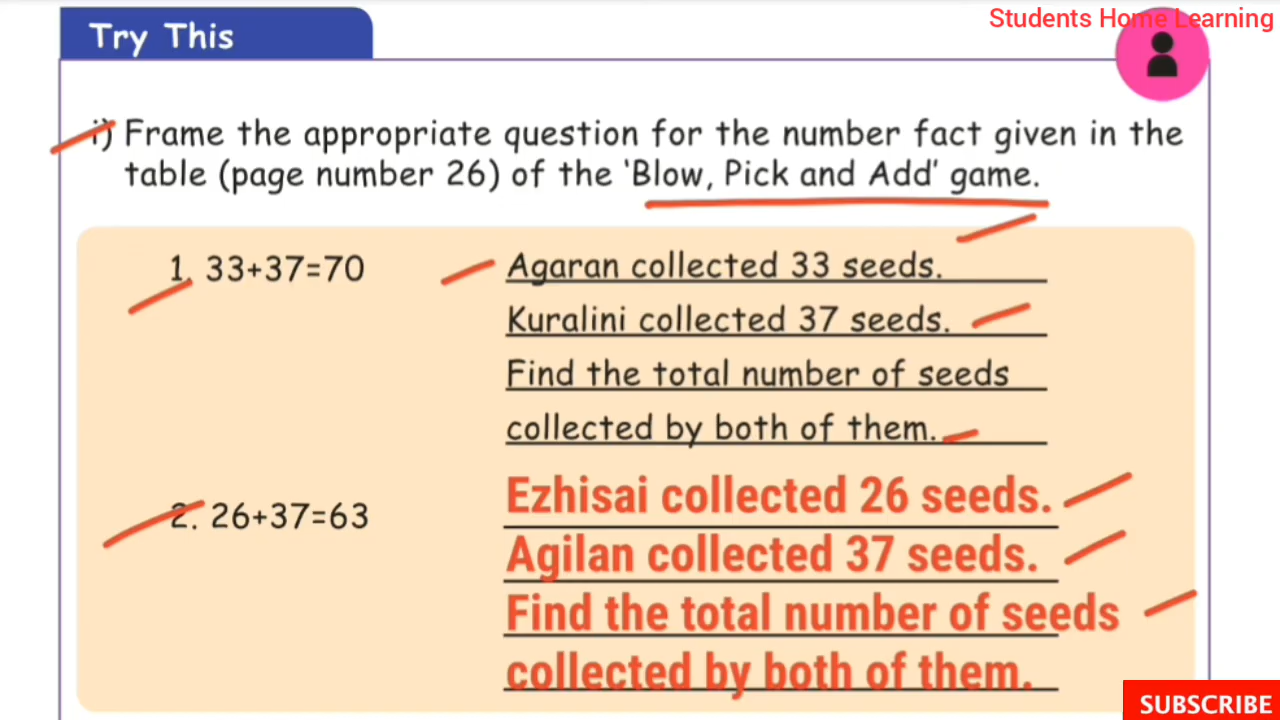 Students Home Learning
Try This
i) Frame the appropriate question for the number fact given in the
table (page number 26) of the ‘Blow, Pick and Add’ game.
1. 33+37=70
Agaran collected 33 seeds.
Kuralini collected 37 seeds.
Find the total number of seeds
collected by both of them.
2. 26+37=63
Ezhisai collected 26 seeds.
Agilan collected 37 seeds.
Find the total number of seeds
collected by both of them.
SUBSCRIBE